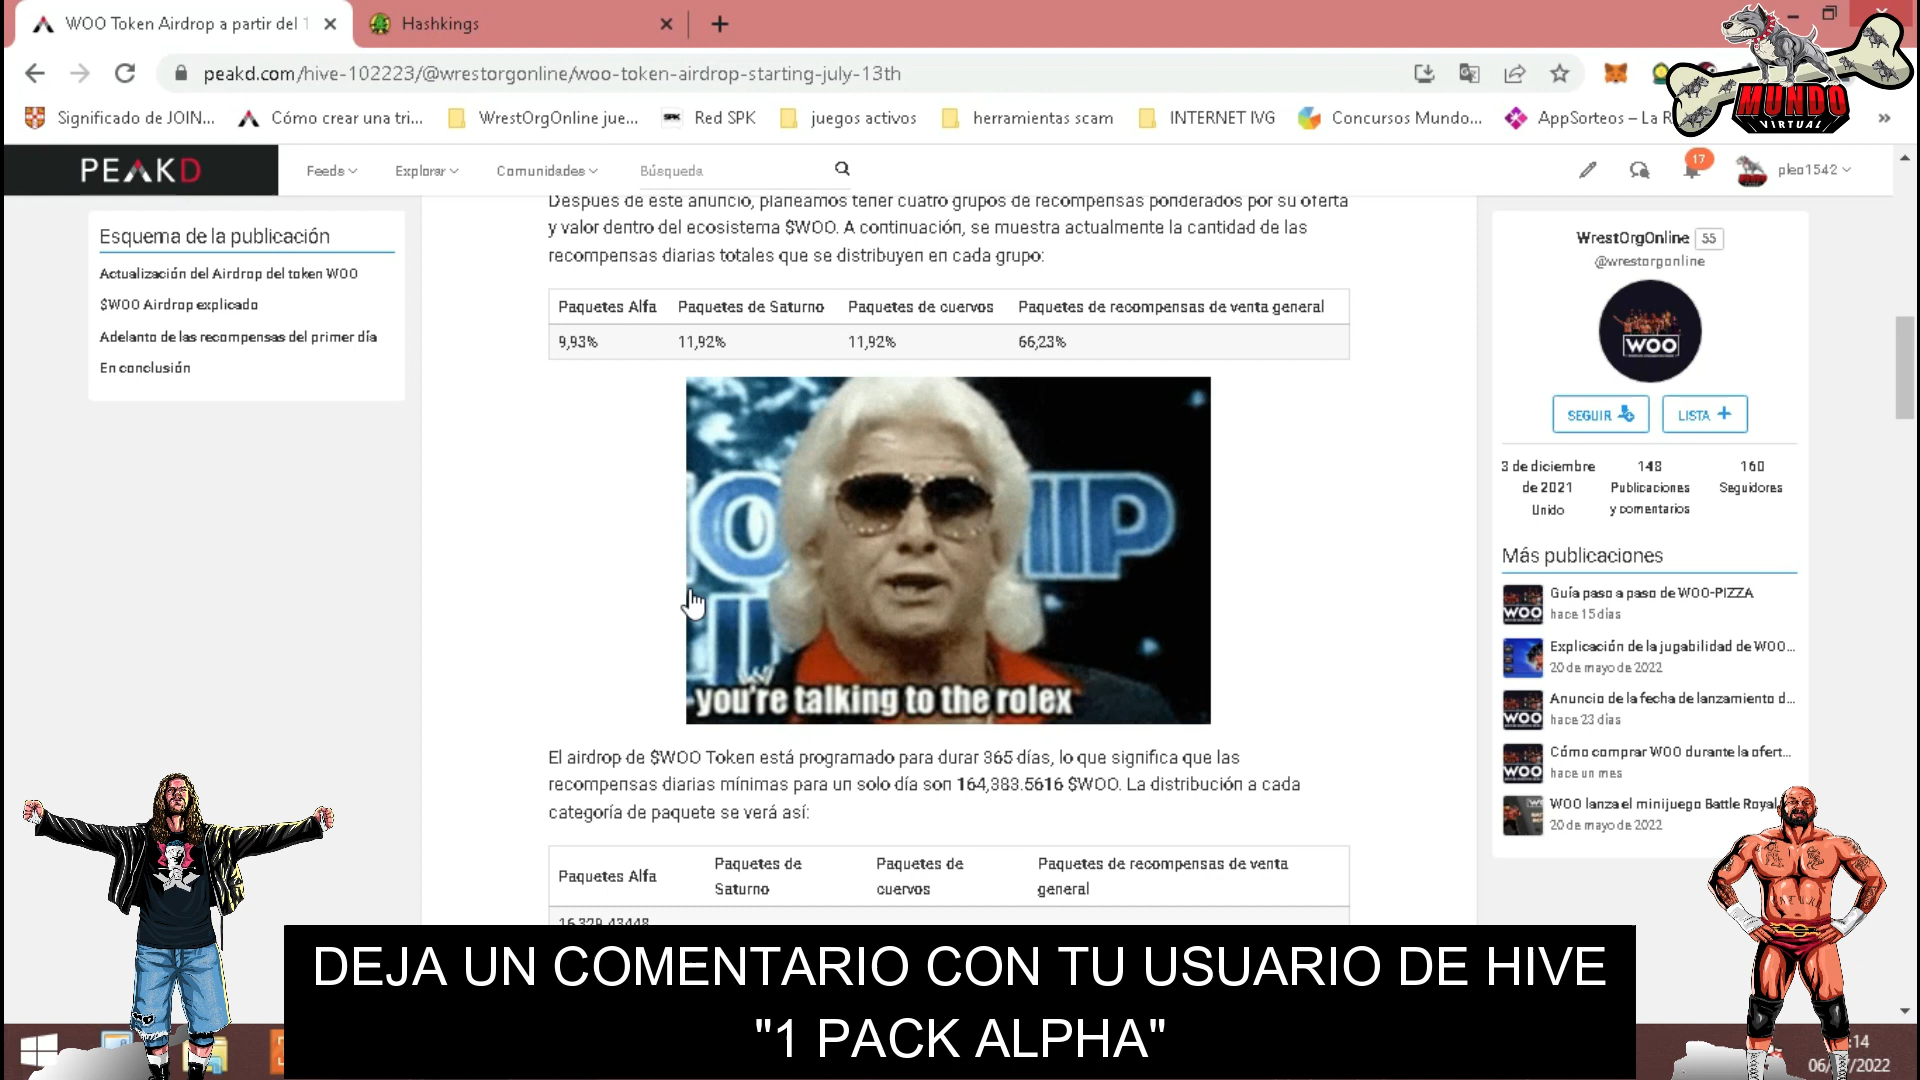 WOO Token Airdrop a partir del 1
Hashkings
peakd.com/hive-102223/@wrestorgonline/woo-token-airdrop-starting-july-13th
Significado de JOIN...
Cómo crear una tri...
WrestOrgOnline jue...
Red SPK
juegos activos
herramientas scam
INTERNET IVG
Concursos Mundo...
AppSorteos – La R
MUNDO
VIRTUAL
PEAKD
Feeds
Explorar
Comunidades
Búsqueda
17
plea1542
Esquema de la publicación
Actualización del Airdrop del token WOO
$WOO Airdrop explicado
Adelanto de las recompensas del primer día
En conclusión
Después de este anuncio, planeamos tener cuatro grupos de recompensas ponderados por su oferta
y valor dentro del ecosistema $WOO. A continuación, se muestra actualmente la cantidad de las
recompensas diarias totales que se distribuyen en cada grupo:
Paquetes Alfa Paquetes de Saturno Paquetes de cuervos Paquetes de recompensas de venta general
9,93% 11,92% 11,92% 66,23%
you're talking to the rolex
El airdrop de $WOO Token está programado para durar 365 días, lo que significa que las
recompensas diarias mínimas para un solo día son 164,383.5616 $WOO. La distribución a cada
categoría de paquete se verá así:
Paquetes Alfa
Paquetes de
Saturno
Paquetes de
cuervos
Paquetes de recompensas de venta
general
16,329.43448
WrestOrgOnline 55
@wrestorgonline
WOO
SEGUIR
LISTA
3 de diciembre
de 2021
Unido
148
Publicaciones
y comentarios
160
Seguidores
Más publicaciones
Guía paso a paso de WOO-PIZZA
hace 15 días
Explicación de la jugabilidad de WOO...
20 de mayo de 2022
Anuncio de la fecha de lanzamiento d...
hace 23 días
Cómo comprar WOO durante la ofert...
hace un mes
WOO lanza el minijuego Battle Royal
20 de mayo de 2022
DEJA UN COMENTARIO CON TU USUARIO DE HIVE
"1 PACK ALPHA"
:14